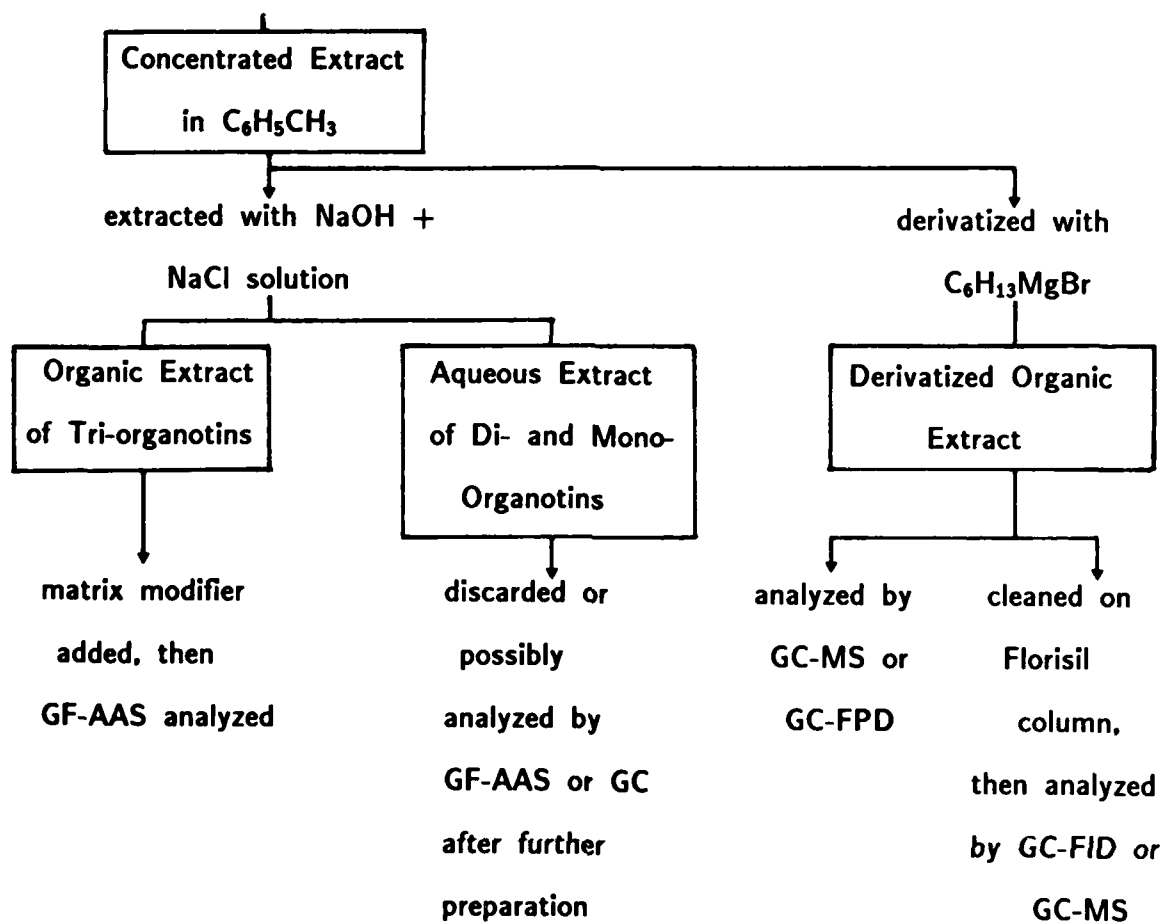 Concentrated Extract
in C₆H₅CH₃
extracted with NaOH +
NaCl solution
derivatized with
C₆H₁₃MgBr
Organic Extract
of Tri-organotins
Aqueous Extract
of Di- and Mono-
Organotins
Derivatized Organic
Extract
matrix modifier
added, then
GF-AAS analyzed
discarded or
possibly
analyzed by
GF-AAS or GC
after further
preparation
analyzed by
GC-MS or
GC-FPD
cleaned on
Florisil
column,
then analyzed
by GC-FID or
GC-MS